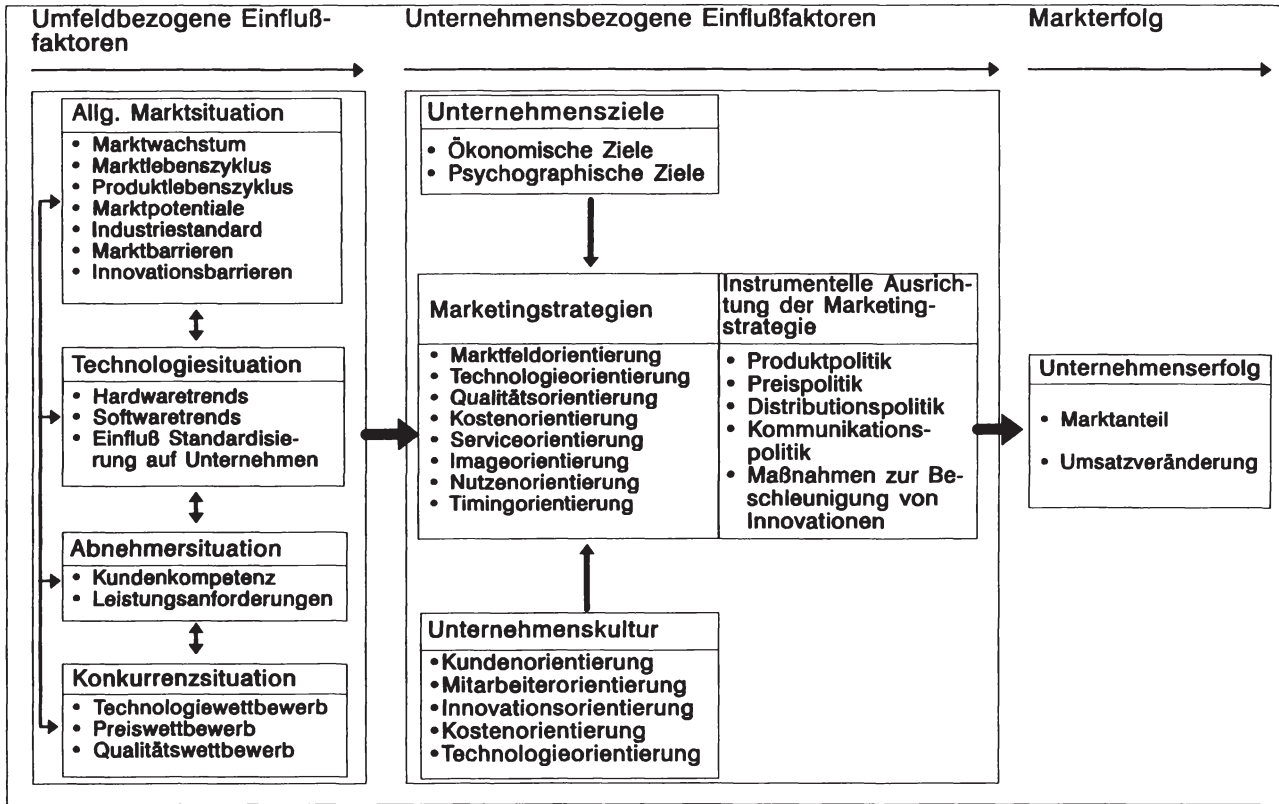 Umfeldbezogene Einfluß-
faktoren
Unternehmensbezogene Einflußfaktoren
Markterfolg
Allg. Marktsituation
• Marktwachstum
• Marktlebenszyklus
• Produktlebenszyklus
• Marktpotentiale
• Industriestandard
• Marktbarrieren
• Innovationsbarrieren
Technologiesituation
• Hardwaretrends
• Softwaretrends
• Einfluß Standardisie-
rung auf Unternehmen
Abnehmersituation
• Kundenkompetenz
• Leistungsanforderungen
Konkurrenzsituation
• Technologiewettbewerb
• Preiswettbewerb
• Qualitätswettbewerb
Unternehmensziele
• Ökonomische Ziele
• Psychographische Ziele
Marketingstrategien
• Marktfeldorientierung
• Technologieorientierung
• Qualitätsorientierung
• Kostenorientierung
• Serviceorientierung
• Imageorientierung
• Nutzenorientierung
• Timingorientierung
Instrumentelle Ausrich-
tung der Marketing-
strategie
• Produktpolitik
• Preispolitik
• Distributionspolitik
• Kommunikations-
politik
• Maßnahmen zur Be-
schleunigung von
Innovationen
Unternehmenskultur
• Kundenorientierung
• Mitarbeiterorientierung
• Innovationsorientierung
• Kostenorientierung
• Technologieorientierung
Unternehmenserfolg
• Marktanteil
• Umsatzveränderung